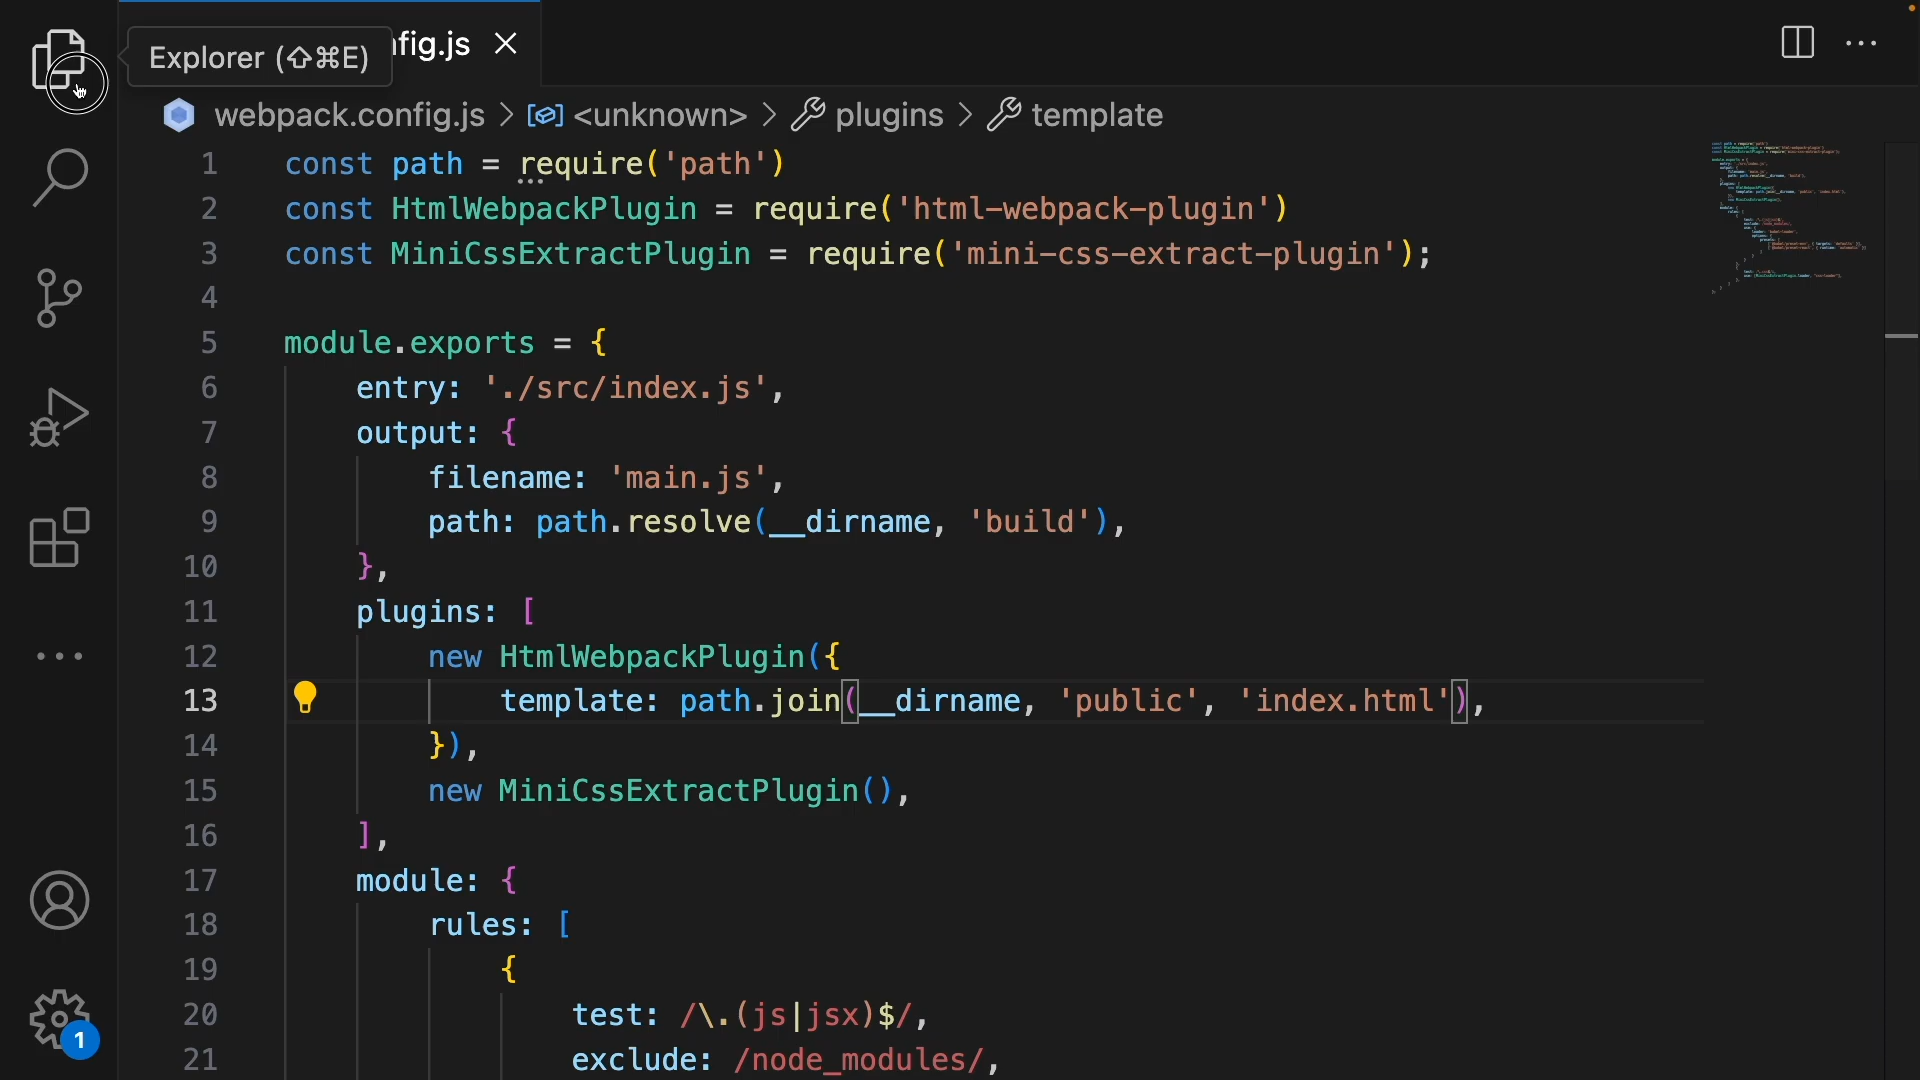 Explorer (⇧⌘E)
nfig.js
webpack.config.js > <unknown> > plugins > template
1 const path = require('path')
2 const HtmlWebpackPlugin = require('html-webpack-plugin')
3 const MiniCssExtractPlugin = require('mini-css-extract-plugin');
4
5 module.exports = {
6 entry: './src/index.js',
7 output: {
8 filename: 'main.js',
9 path: path.resolve(__dirname, 'build'),
10 },
11 plugins: [
12 new HtmlWebpackPlugin({
13 template: path.join(__dirname, 'public', 'index.html'),
14 }),
15 new MiniCssExtractPlugin(),
16 ],
17 module: {
18 rules: [
19 {
20 test: /\.(js|jsx)$/,
21 exclude: /node_modules/,
1